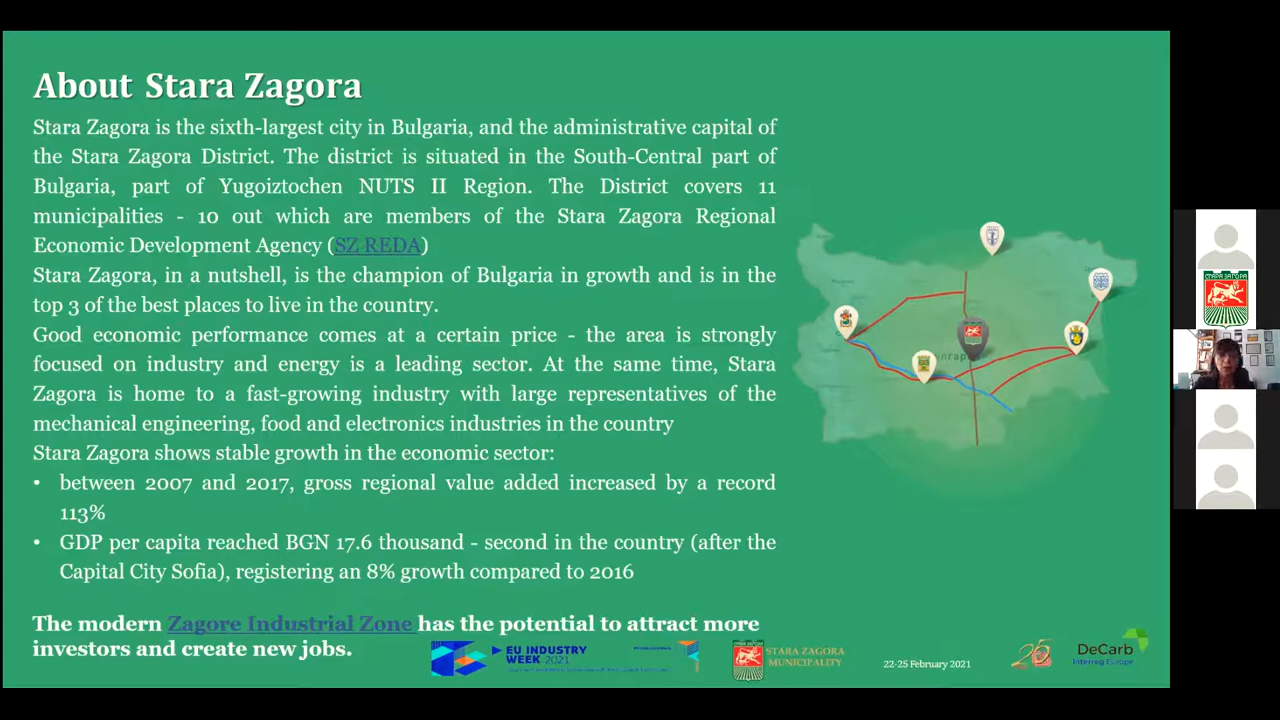 About Stara Zagora
Stara Zagora is the sixth-largest city in Bulgaria, and the administrative capital of
the Stara Zagora District. The district is situated in the South-Central part of
Bulgaria, part of Yugoiztochen NUTS II Region. The District covers 11
municipalities - 10 out which are members of the Stara Zagora Regional
Economic Development Agency (SZ REDA)
Stara Zagora, in a nutshell, is the champion of Bulgaria in growth and is in the
top 3 of the best places to live in the country.
Good economic performance comes at a certain price - the area is strongly
focused on industry and energy is a leading sector. At the same time, Stara
Zagora is home to a fast-growing industry with large representatives of the
mechanical engineering, food and electronics industries in the country
Stara Zagora shows stable growth in the economic sector:
• between 2007 and 2017, gross regional value added increased by a record
113%
• GDP per capita reached BGN 17.6 thousand - second in the country (after the
Capital City Sofia), registering an 8% growth compared to 2016
The modern Zagore Industrial Zone has the potential to attract more
investors and create new jobs.
EU INDUSTRY
WEEK 2021
STARA ZAGORA
MUNICIPALITY
22-25 February 2021
25
DeCarb
Interreg Europe
СТАРА ЗАГОРА